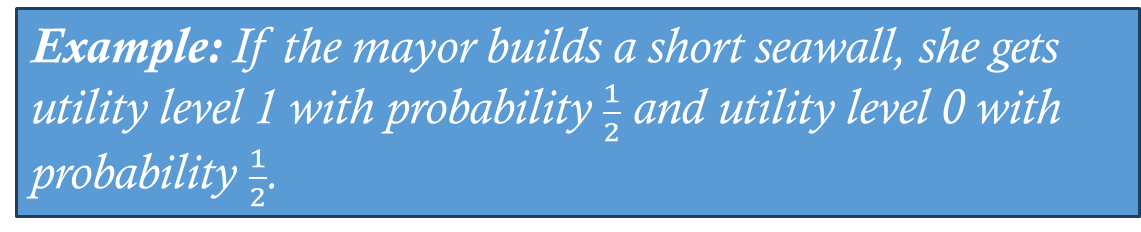 Example: If the mayor builds a short seawall, she gets
utility level 1 with probability 1/2 and utility level 0 with
probability 1/2.